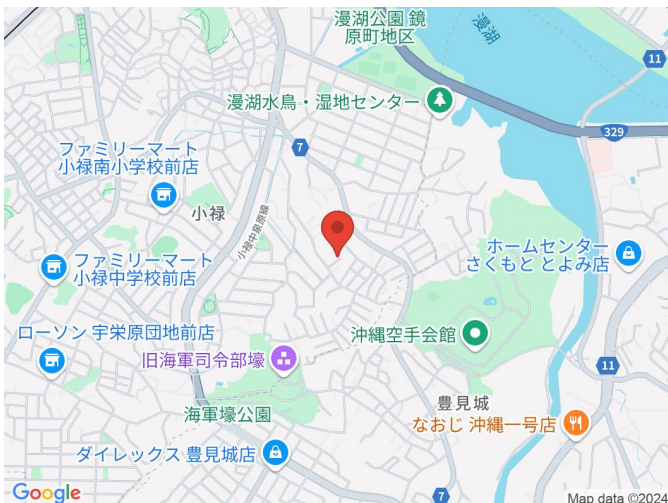 漫湖公園 鏡
原町地区
漫湖
11
漫湖水鳥・湿地センター
329
7
ファミリーマート
小禄南小学校前店
小禄
小禄中泉原線
ホームセンター
さくもと とよみ店
ファミリーマート
小禄中学校前店
ローソン 宇栄原団地前店
沖縄空手会館
旧海軍司令部壕
11
豊見城
海軍壕公園
なおじ 沖縄一号店
ダイレックス 豊見城店
7
Google
Map data ©2024